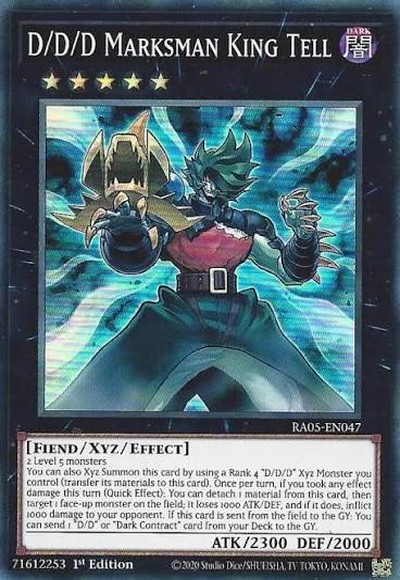 D/D/D Marksman King Tell
DARK
闇
RA05-EN047
[Fiend/Xyz/Effect]
2 Level 5 monsters
You can also Xyz Summon this card by using a Rank 4 "D/D/D" Xyz Monster you
control (transfer its materials to this card). Once per turn, if you took any effect
damage this turn (Quick Effect): You can detach 1 material from this card, then
target 1 face-up monster on the field; it loses 1000 ATK/DEF, and if it does, inflict
1000 damage to your opponent. If this card is sent from the field to the GY: You
can send 1 "D/D" or "Dark Contract" card from your Deck to the GY.
ATK/2300 DEF/2000
71612253 1st Edition ©2020 Studio Dice/SHUEISHA, TV TOKYO, KONAMI